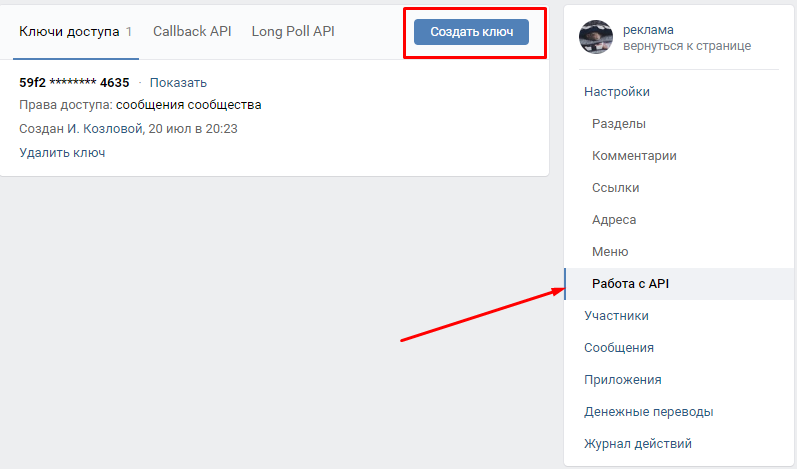 Ключи доступа 1 Callback API Long Poll API Создать ключ
59f2 ******** 4635 · Показать
Права доступа: сообщения сообщества
Создан И. Козловой, 20 июл в 20:23
Удалить ключ
реклама
вернуться к странице
Настройки
Разделы
Комментарии
Ссылки
Адреса
Меню
Работа с API
Участники
Сообщения
Приложения
Денежные переводы
Журнал действий